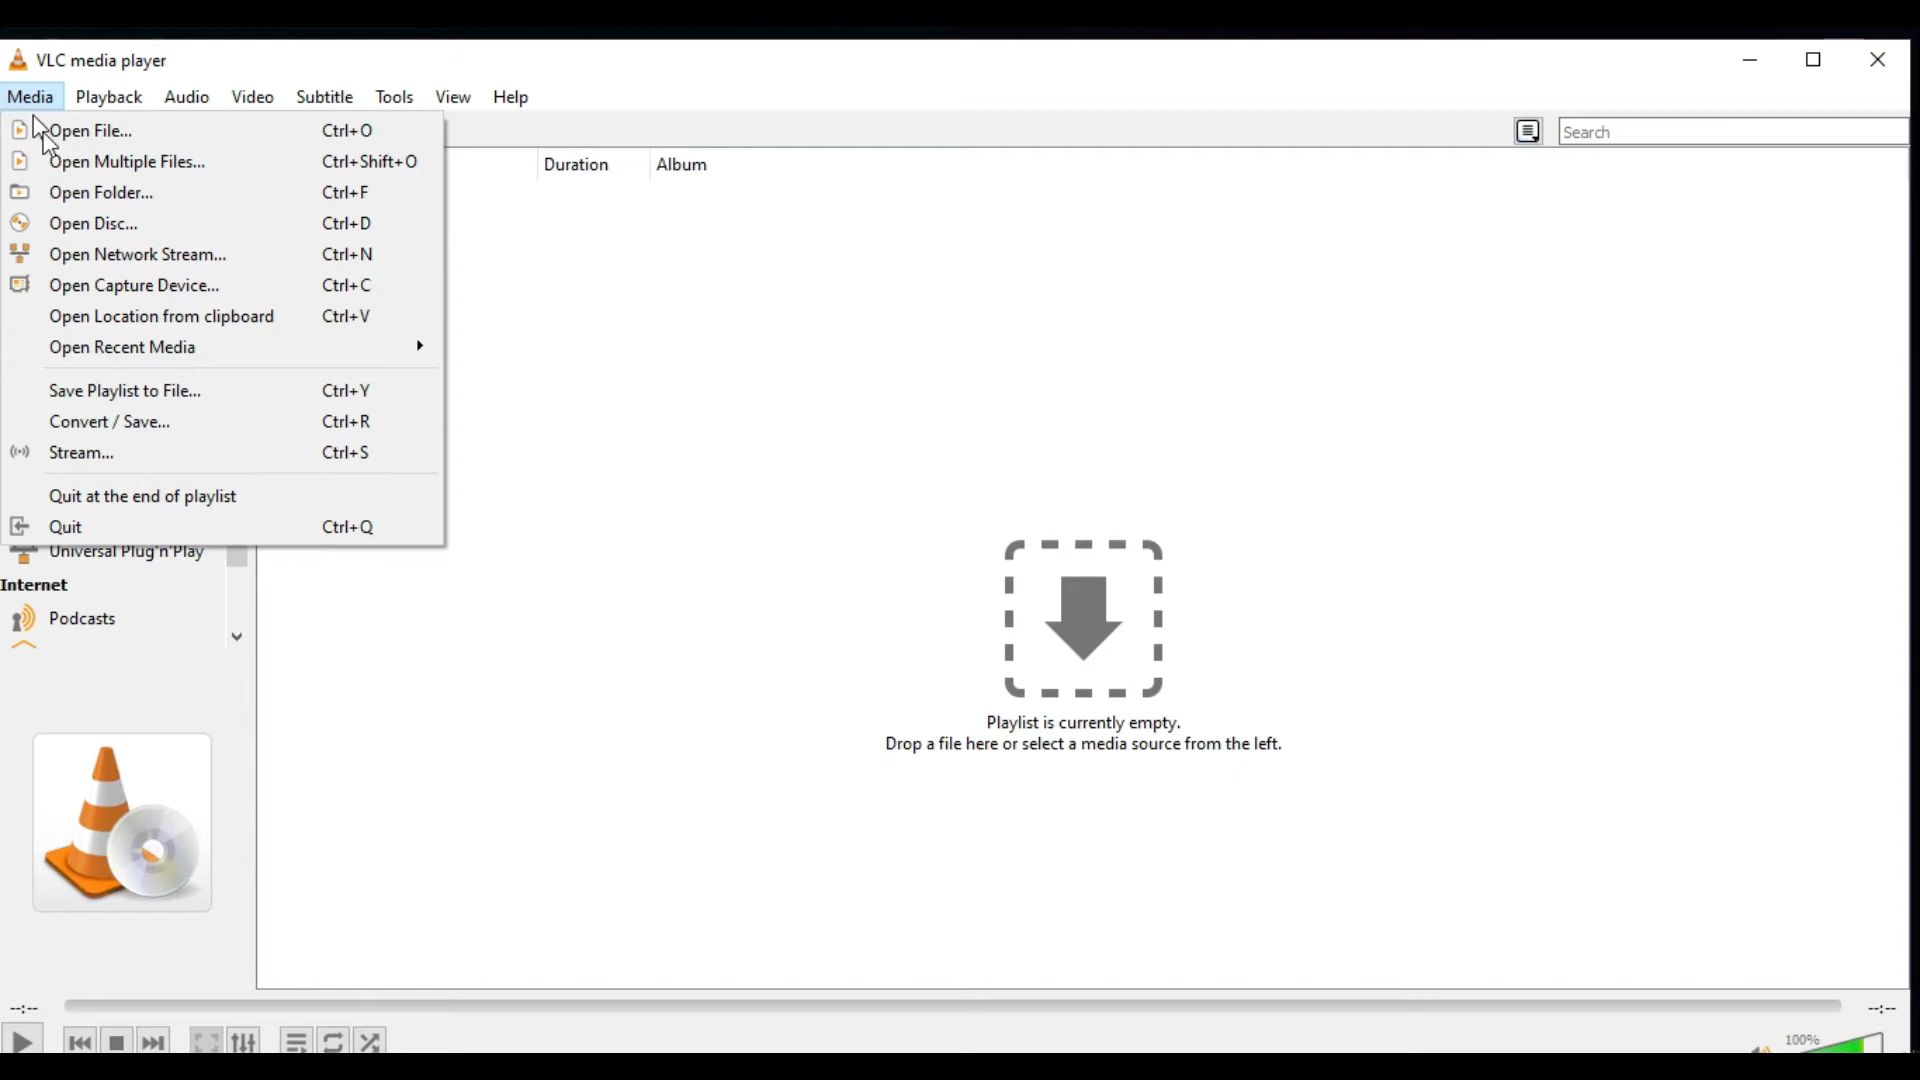 VLC media player
Media Playback Audio Video Subtitle Tools View Help
Open File... Ctrl+O
Open Multiple Files... Ctrl+Shift+O
Open Folder... Ctrl+F
Open Disc... Ctrl+D
Open Network Stream... Ctrl+N
Open Capture Device... Ctrl+C
Open Location from clipboard Ctrl+V
Open Recent Media
Save Playlist to File... Ctrl+Y
Convert / Save... Ctrl+R
Stream... Ctrl+S
Quit at the end of playlist
Quit Ctrl+Q
Search
Duration Album
Universal Plug'n'Play
Internet
Podcasts
Playlist is currently empty.
Drop a file here or select a media source from the left.
--:-- --:--
100%